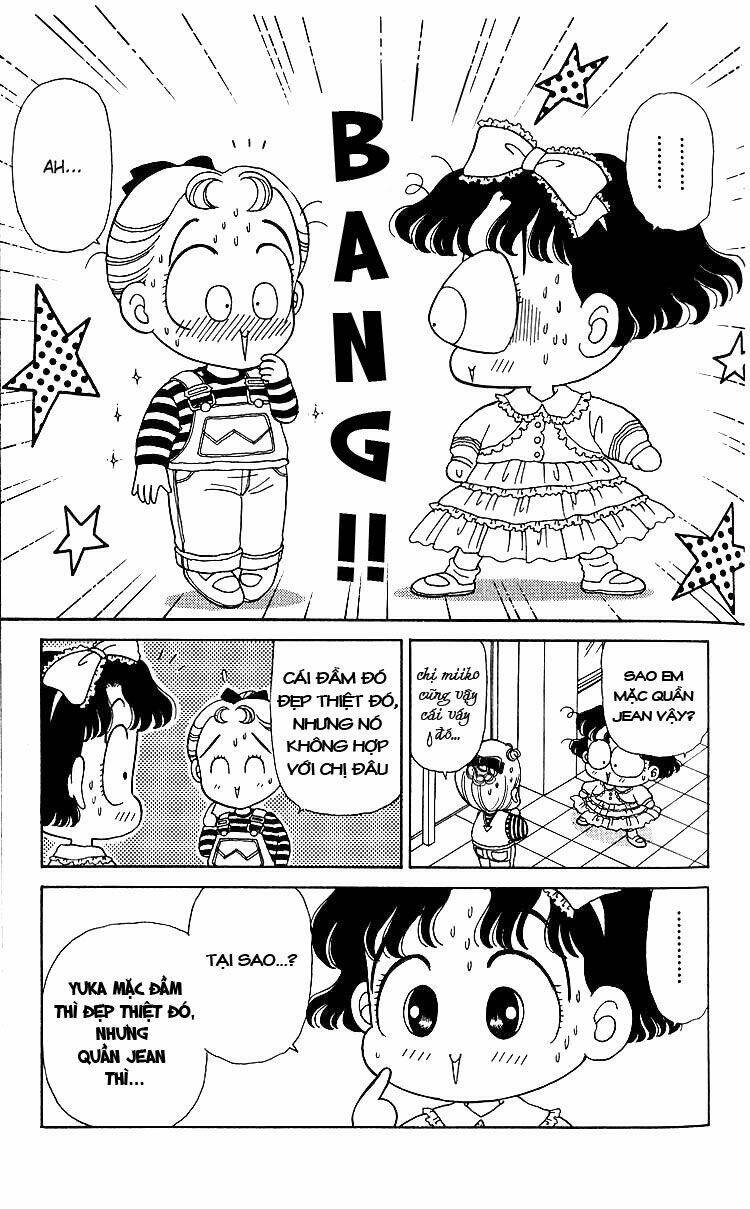 .........
BANG!!
AH...
SAO EM
MẶC QUẦN
JEAN VẬY?
chị miiko
cũng vậy
cái váy
đó...
CÁI ĐẦM ĐÓ
ĐẸP THIỆT ĐÓ,
NHƯNG NÓ
KHÔNG HỢP
VỚI CHỊ ĐÂU
.........
TẠI SAO...?
YUKA MẶC ĐẦM
THÌ ĐẸP THIỆT ĐÓ,
NHƯNG
QUẦN JEAN
THÌ...